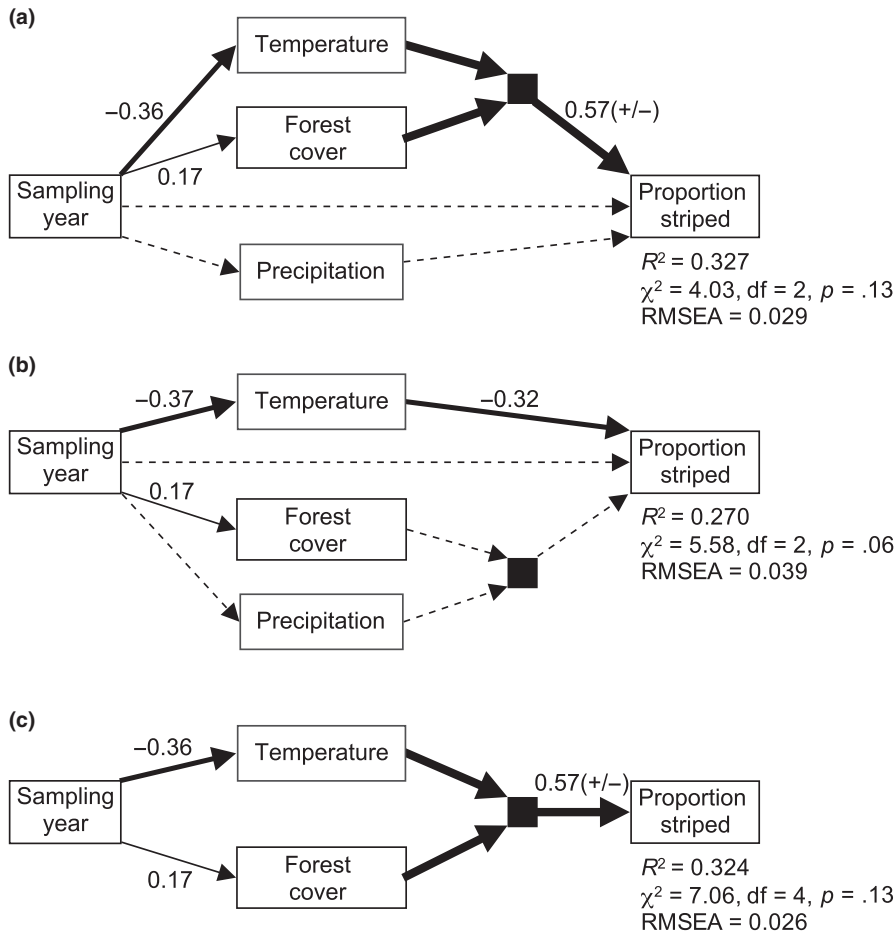 (a)
Temperature
−0.36
0.57(+/−)
Forest
cover
0.17
Sampling
year
Proportion
striped
Precipitation
R² = 0.327
χ² = 4.03, df = 2, p = .13
RMSEA = 0.029
(b)
−0.37
Temperature
−0.32
Sampling
year
Proportion
striped
0.17
Forest
cover
R² = 0.270
χ² = 5.58, df = 2, p = .06
RMSEA = 0.039
Precipitation
(c)
−0.36
Temperature
0.57(+/−)
Sampling
year
Proportion
striped
0.17
Forest
cover
R² = 0.324
χ² = 7.06, df = 4, p = .13
RMSEA = 0.026